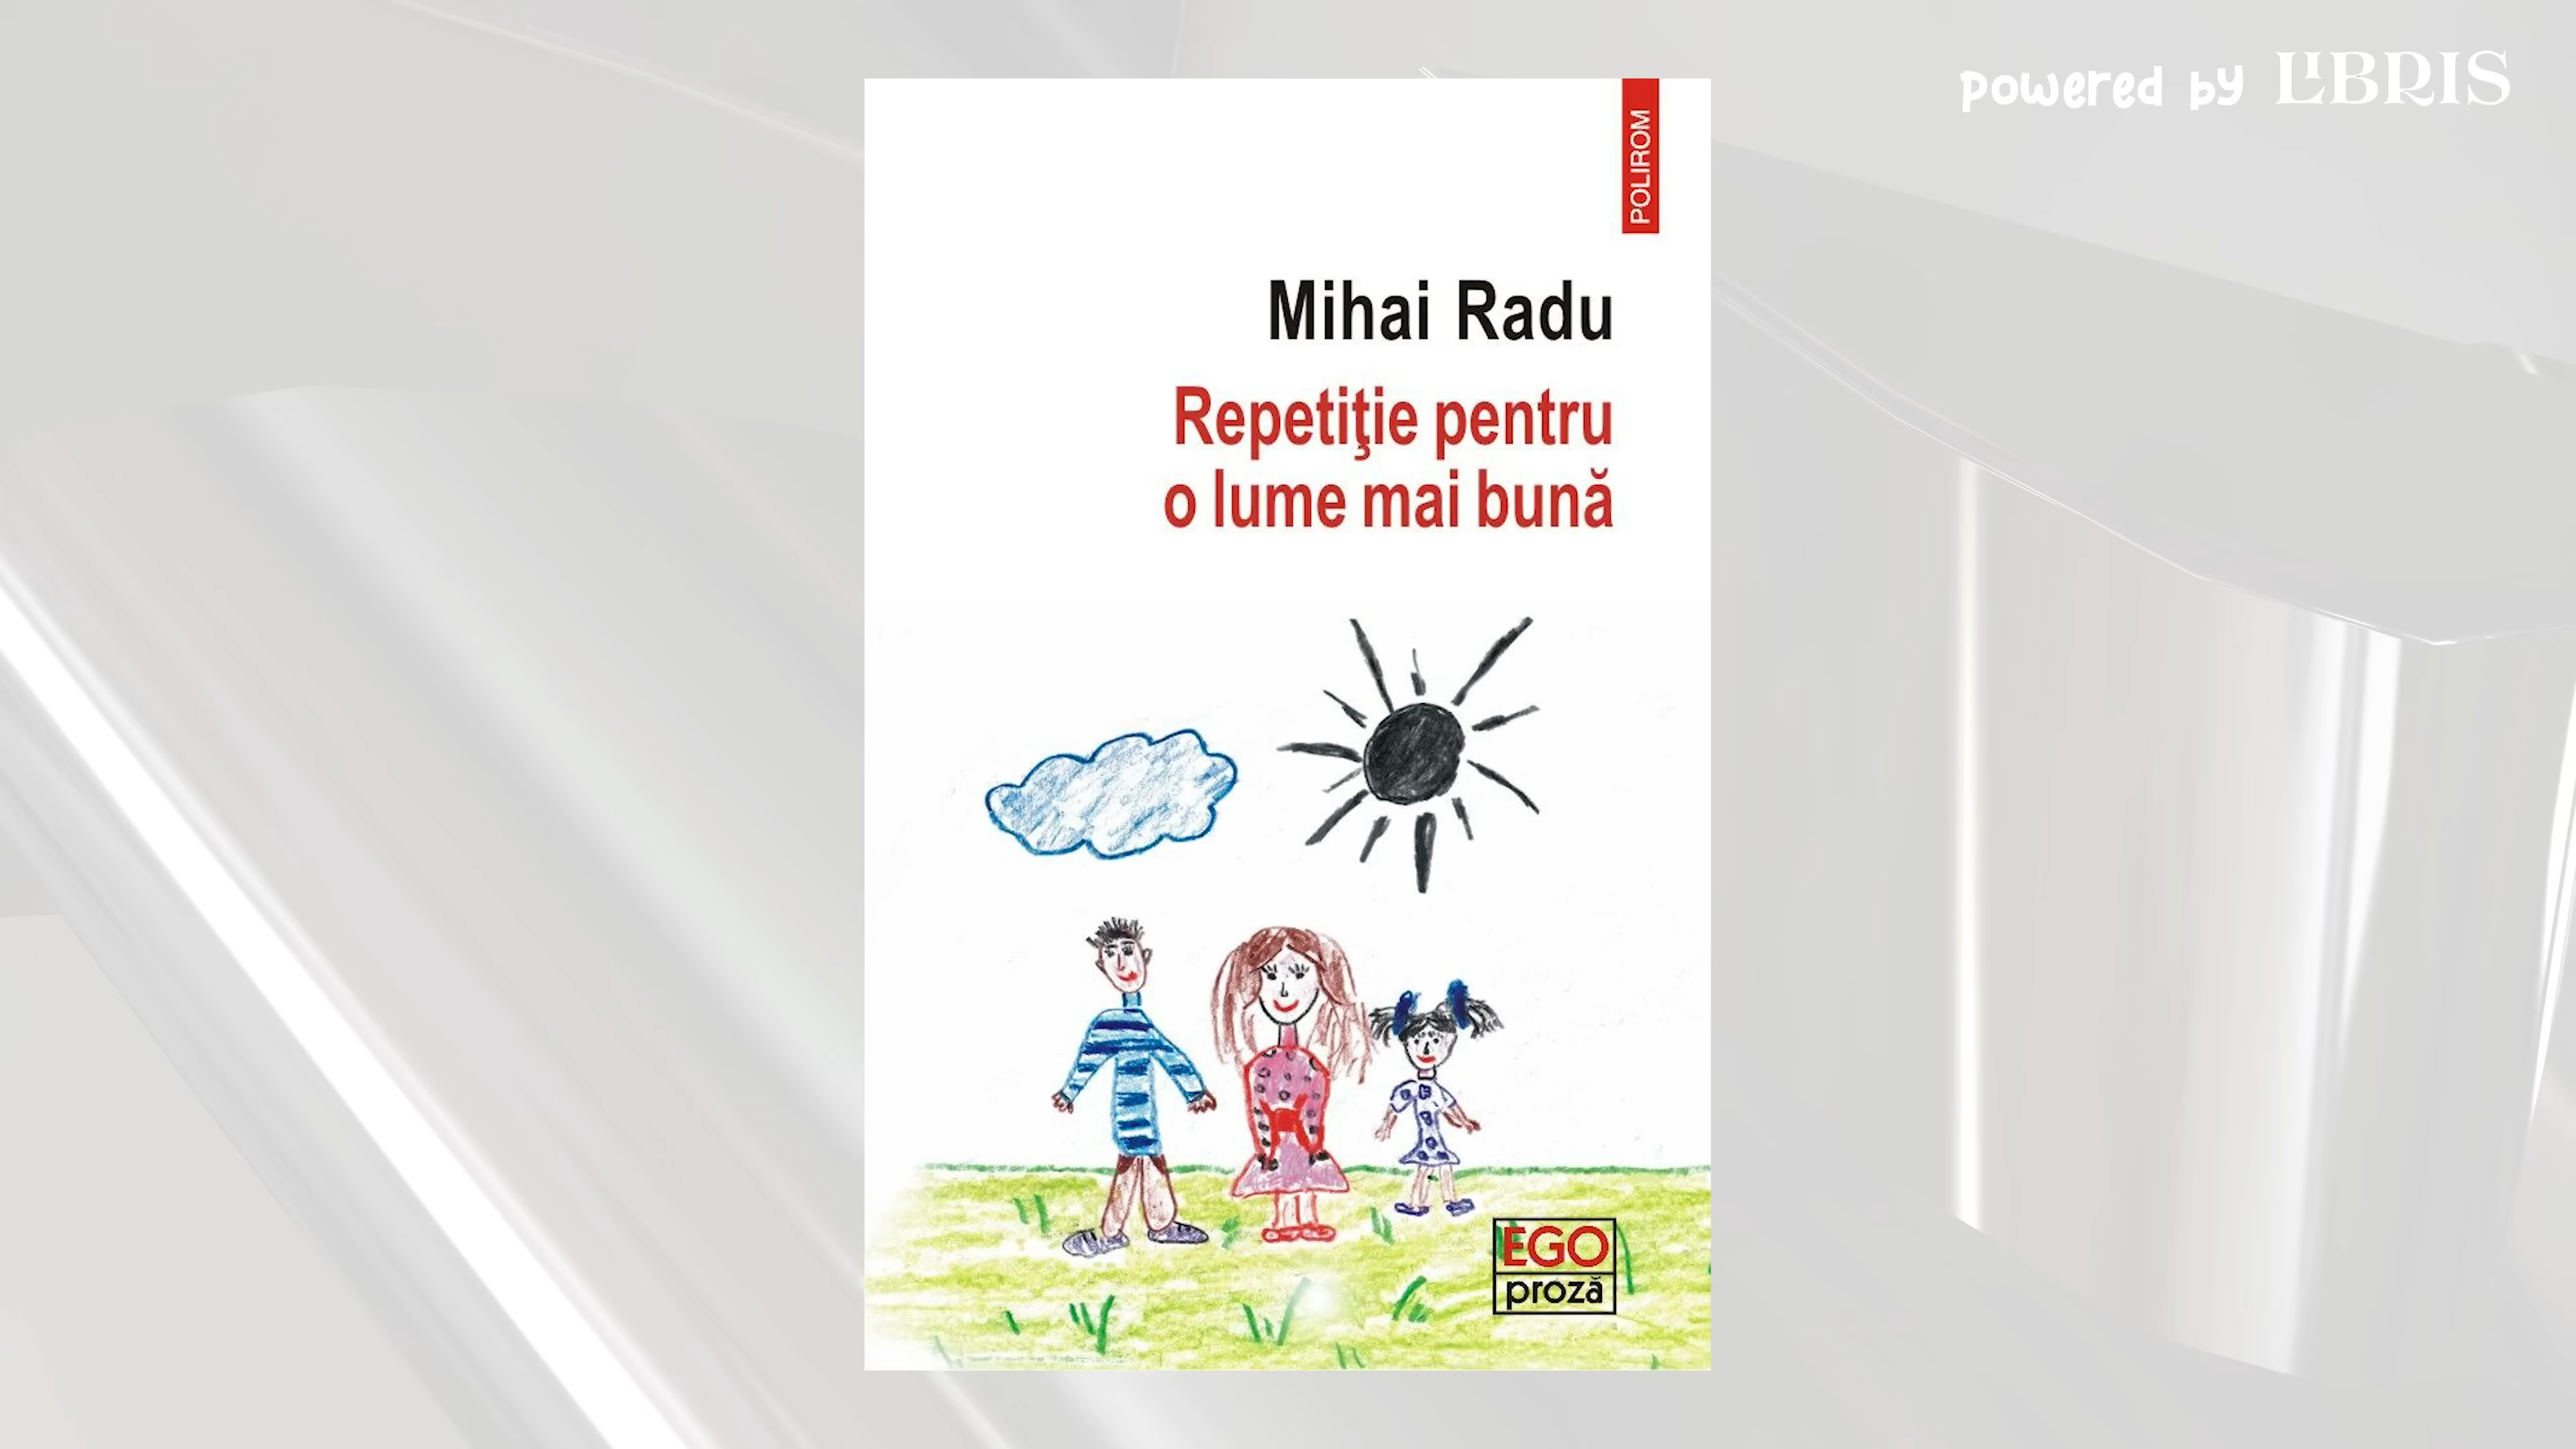 powered by LIBRIS
POLIROM
Mihai Radu
Repetiţie pentru
o lume mai bună
EGO
proză